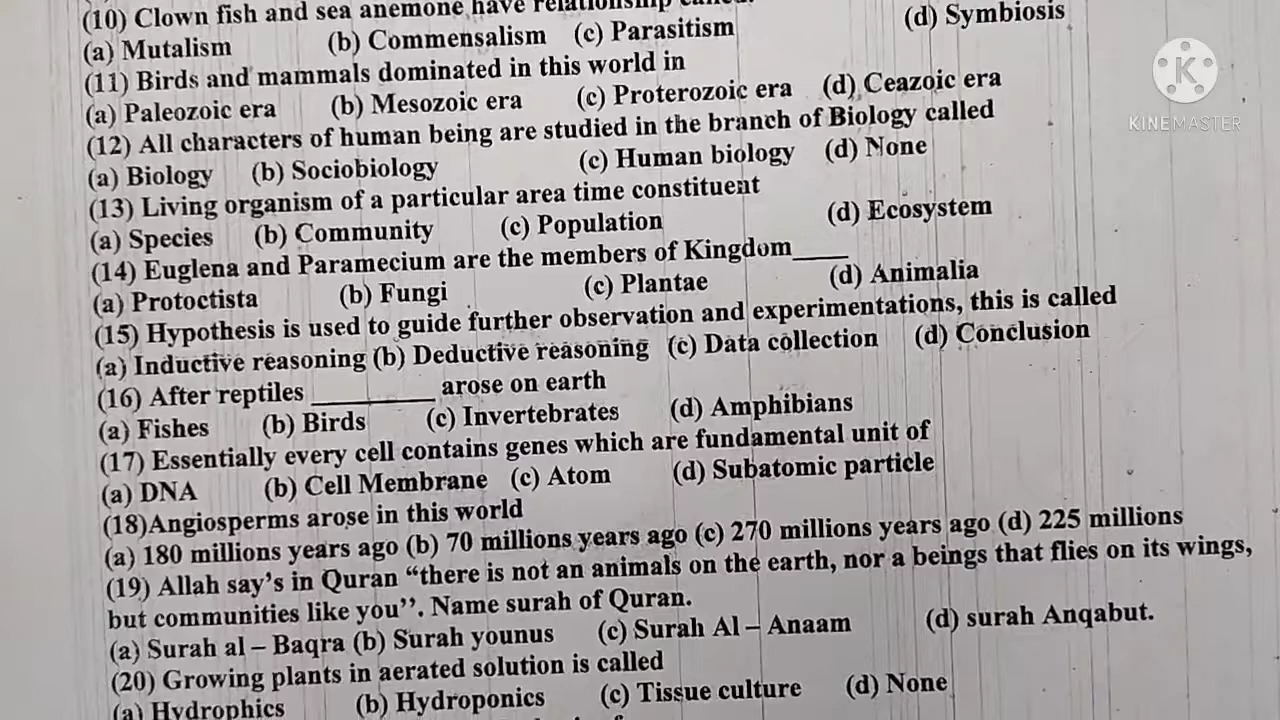 (10) Clown fish and sea anemone have relationship called.
(a) Mutalism (b) Commensalism (c) Parasitism (d) Symbiosis
(11) Birds and mammals dominated in this world in
(a) Paleozoic era (b) Mesozoic era (c) Proterozoic era (d) Ceazoic era
(12) All characters of human being are studied in the branch of Biology called
(a) Biology (b) Sociobiology (c) Human biology (d) None
(13) Living organism of a particular area time constituent
(a) Species (b) Community (c) Population (d) Ecosystem
(14) Euglena and Paramecium are the members of Kingdom____
(a) Protoctista (b) Fungi (c) Plantae (d) Animalia
(15) Hypothesis is used to guide further observation and experimentations, this is called
(a) Inductive reasoning (b) Deductive reasoning (c) Data collection (d) Conclusion
(16) After reptiles _________ arose on earth
(a) Fishes (b) Birds (c) Invertebrates (d) Amphibians
(17) Essentially every cell contains genes which are fundamental unit of
(a) DNA (b) Cell Membrane (c) Atom (d) Subatomic particle
(18)Angiosperms arose in this world
(a) 180 millions years ago (b) 70 millions years ago (c) 270 millions years ago (d) 225 millions
(19) Allah say's in Quran “there is not an animals on the earth, nor a beings that flies on its wings,
but communities like you”. Name surah of Quran.
(a) Surah al – Baqra (b) Surah younus (c) Surah Al – Anaam (d) surah Anqabut.
(20) Growing plants in aerated solution is called
(a) Hydrophics (b) Hydroponics (c) Tissue culture (d) None
K
KINEMASTER